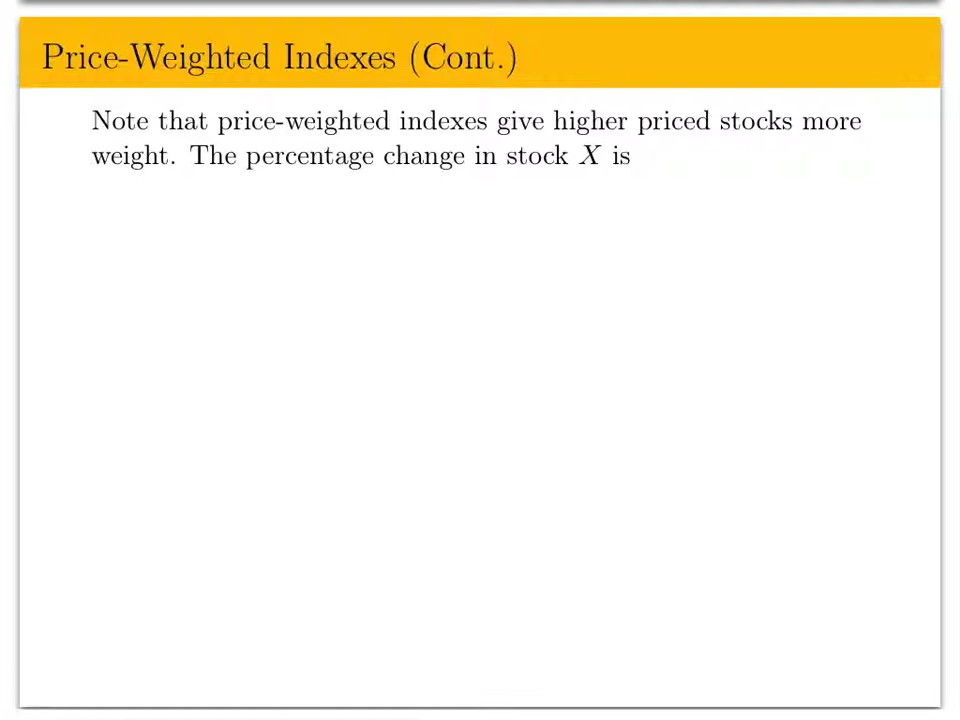 Price-Weighted Indexes (Cont.)
Note that price-weighted indexes give higher priced stocks more
weight. The percentage change in stock X is